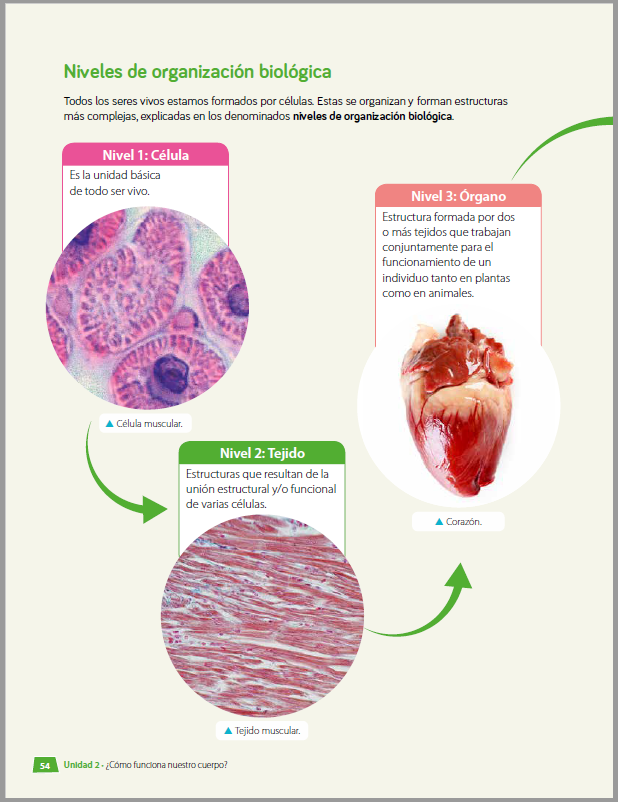 Niveles de organización biológica
Todos los seres vivos estamos formados por células. Estas se organizan y forman estructuras
más complejas, explicadas en los denominados niveles de organización biológica.
Nivel 1: Célula
Es la unidad básica
de todo ser vivo.
▲ Célula muscular.
Nivel 2: Tejido
Estructuras que resultan de la
unión estructural y/o funcional
de varias células.
▲ Tejido muscular.
Nivel 3: Órgano
Estructura formada por dos
o más tejidos que trabajan
conjuntamente para el
funcionamiento de un
individuo tanto en plantas
como en animales.
▲ Corazón.
54 Unidad 2 - ¿Cómo funciona nuestro cuerpo?